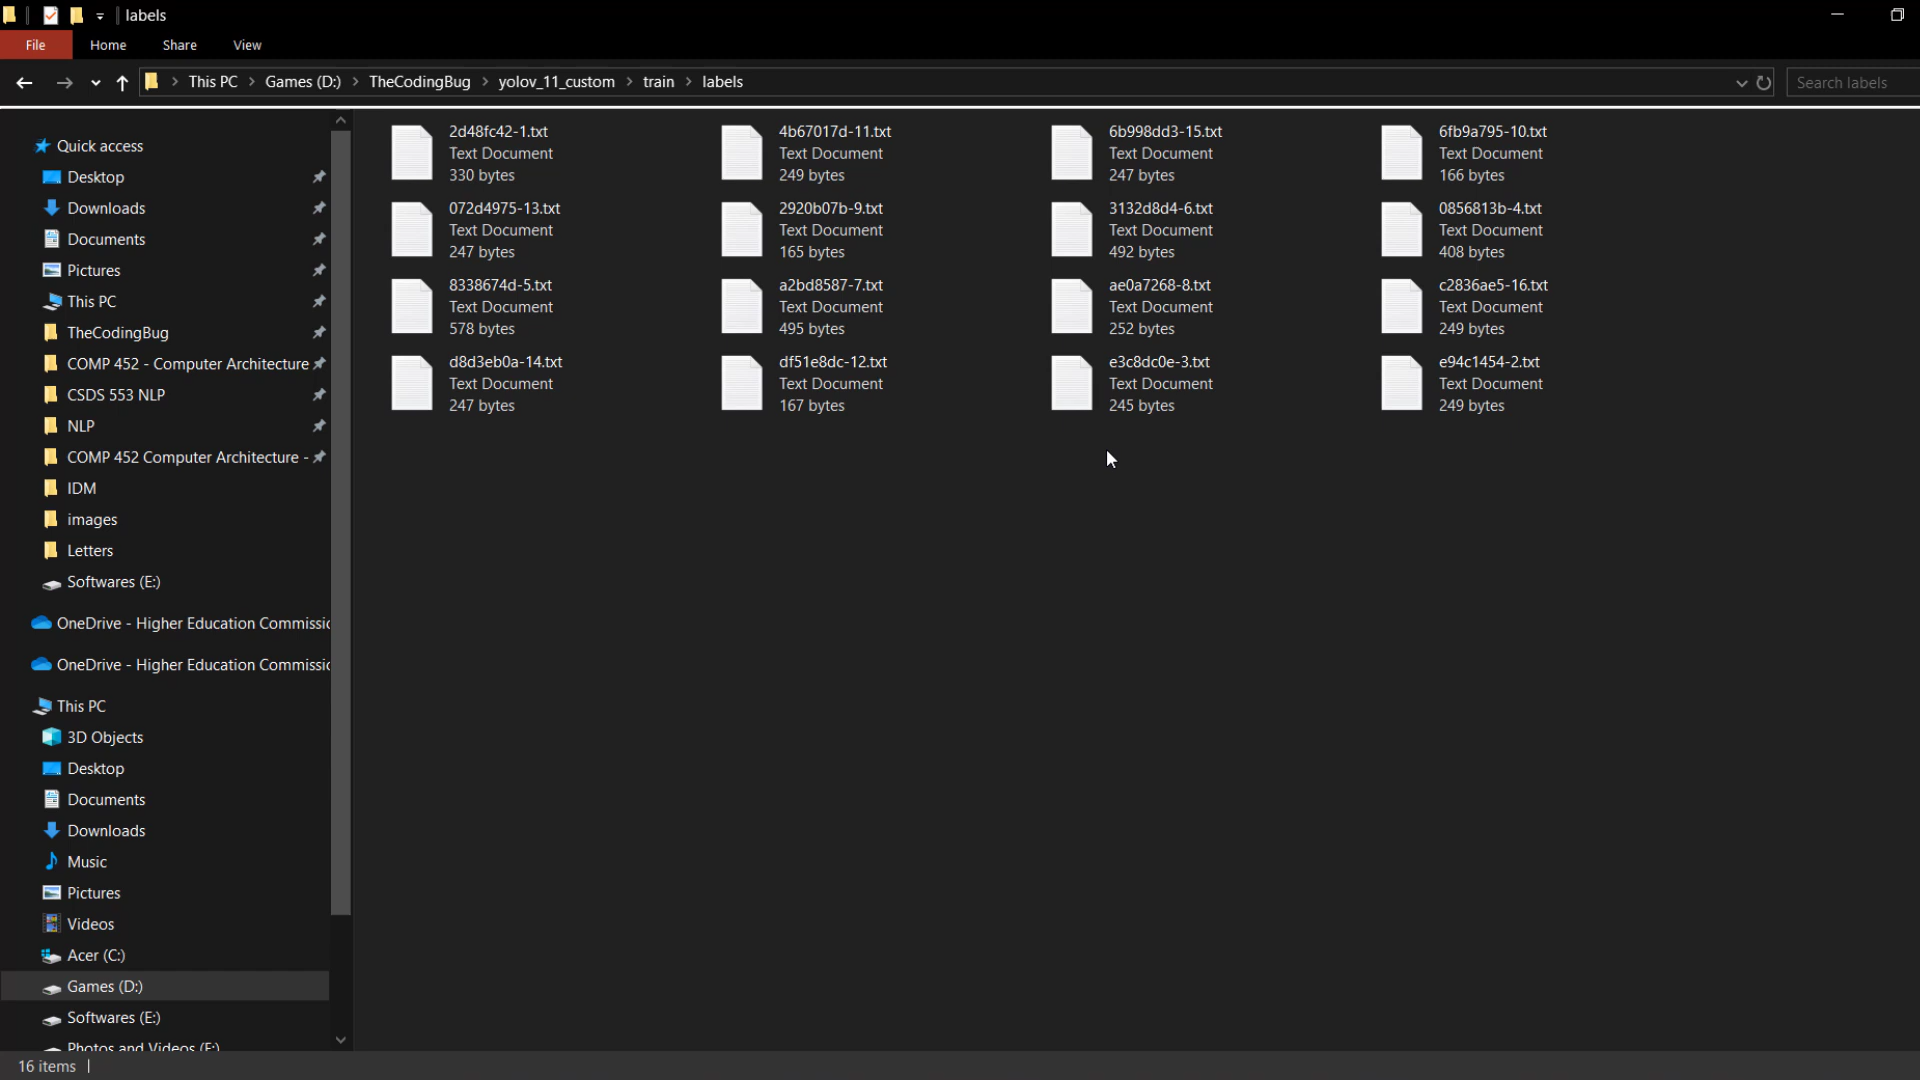 labels
File Home Share View
This PC Games (D:) TheCodingBug yolov_11_custom train labels
Search labels
Quick access
Desktop
Downloads
Documents
Pictures
This PC
TheCodingBug
COMP 452 - Computer Architecture
CSDS 553 NLP
NLP
COMP 452 Computer Architecture -
IDM
images
Letters
Softwares (E:)
OneDrive - Higher Education Commissic
OneDrive - Higher Education Commissic
This PC
3D Objects
Desktop
Documents
Downloads
Music
Pictures
Videos
Acer (C:)
Games (D:)
Softwares (E:)
Photos and Videos (F:)
2d48fc42-1.txt
Text Document
330 bytes
4b67017d-11.txt
Text Document
249 bytes
6b998dd3-15.txt
Text Document
247 bytes
6fb9a795-10.txt
Text Document
166 bytes
072d4975-13.txt
Text Document
247 bytes
2920b07b-9.txt
Text Document
165 bytes
3132d8d4-6.txt
Text Document
492 bytes
0856813b-4.txt
Text Document
408 bytes
8338674d-5.txt
Text Document
578 bytes
a2bd8587-7.txt
Text Document
495 bytes
ae0a7268-8.txt
Text Document
252 bytes
c2836ae5-16.txt
Text Document
249 bytes
d8d3eb0a-14.txt
Text Document
247 bytes
df51e8dc-12.txt
Text Document
167 bytes
e3c8dc0e-3.txt
Text Document
245 bytes
e94c1454-2.txt
Text Document
249 bytes
16 items